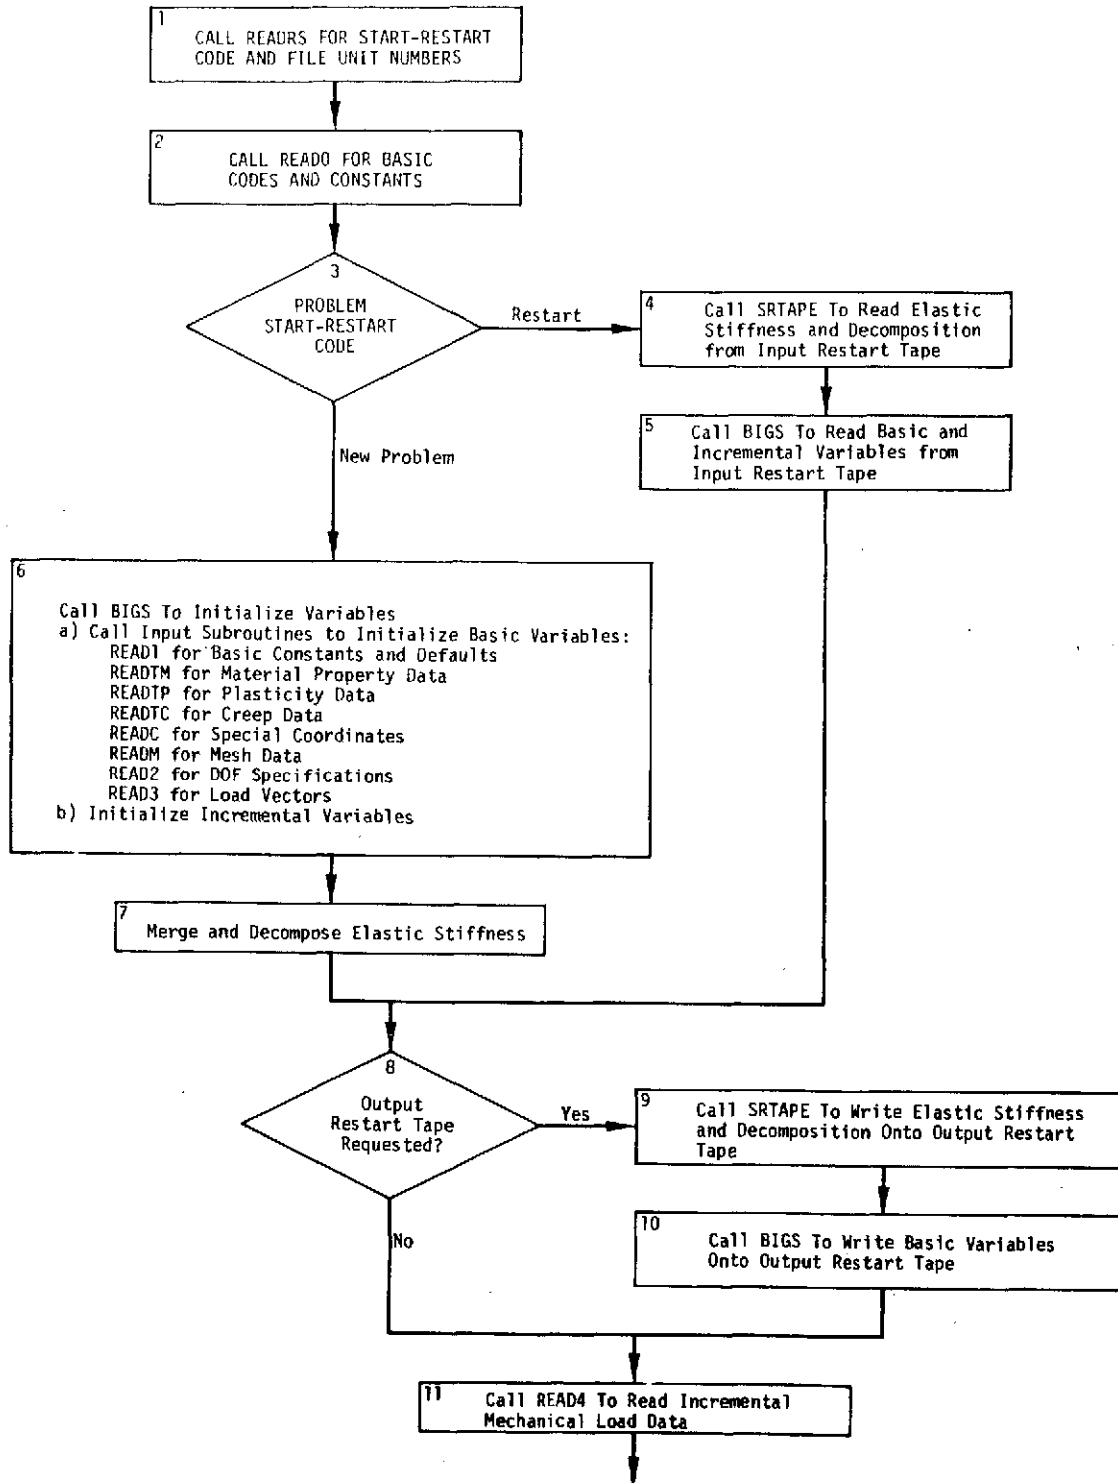 1
CALL READRS FOR START-RESTART
CODE AND FILE UNIT NUMBERS
2
CALL READO FOR BASIC
CODES AND CONSTANTS
3
PROBLEM
START-RESTART
CODE
Restart
4
Call SRTAPE To Read Elastic
Stiffness and Decomposition
from Input Restart Tape
5
Call BIGS To Read Basic and
Incremental Variables from
Input Restart Tape
New Problem
6
Call BIGS To Initialize Variables
a) Call Input Subroutines to Initialize Basic Variables:
READ1 for Basic Constants and Defaults
READTM for Material Property Data
READTP for Plasticity Data
READTC for Creep Data
READC for Special Coordinates
READM for Mesh Data
READ2 for DOF Specifications
READ3 for Load Vectors
b) Initialize Incremental Variables
7
Merge and Decompose Elastic Stiffness
8
Output
Restart Tape
Requested?
Yes
9
Call SRTAPE To Write Elastic Stiffness
and Decomposition Onto Output Restart
Tape
10
Call BIGS To Write Basic Variables
Onto Output Restart Tape
No
11
Call READ4 To Read Incremental
Mechanical Load Data